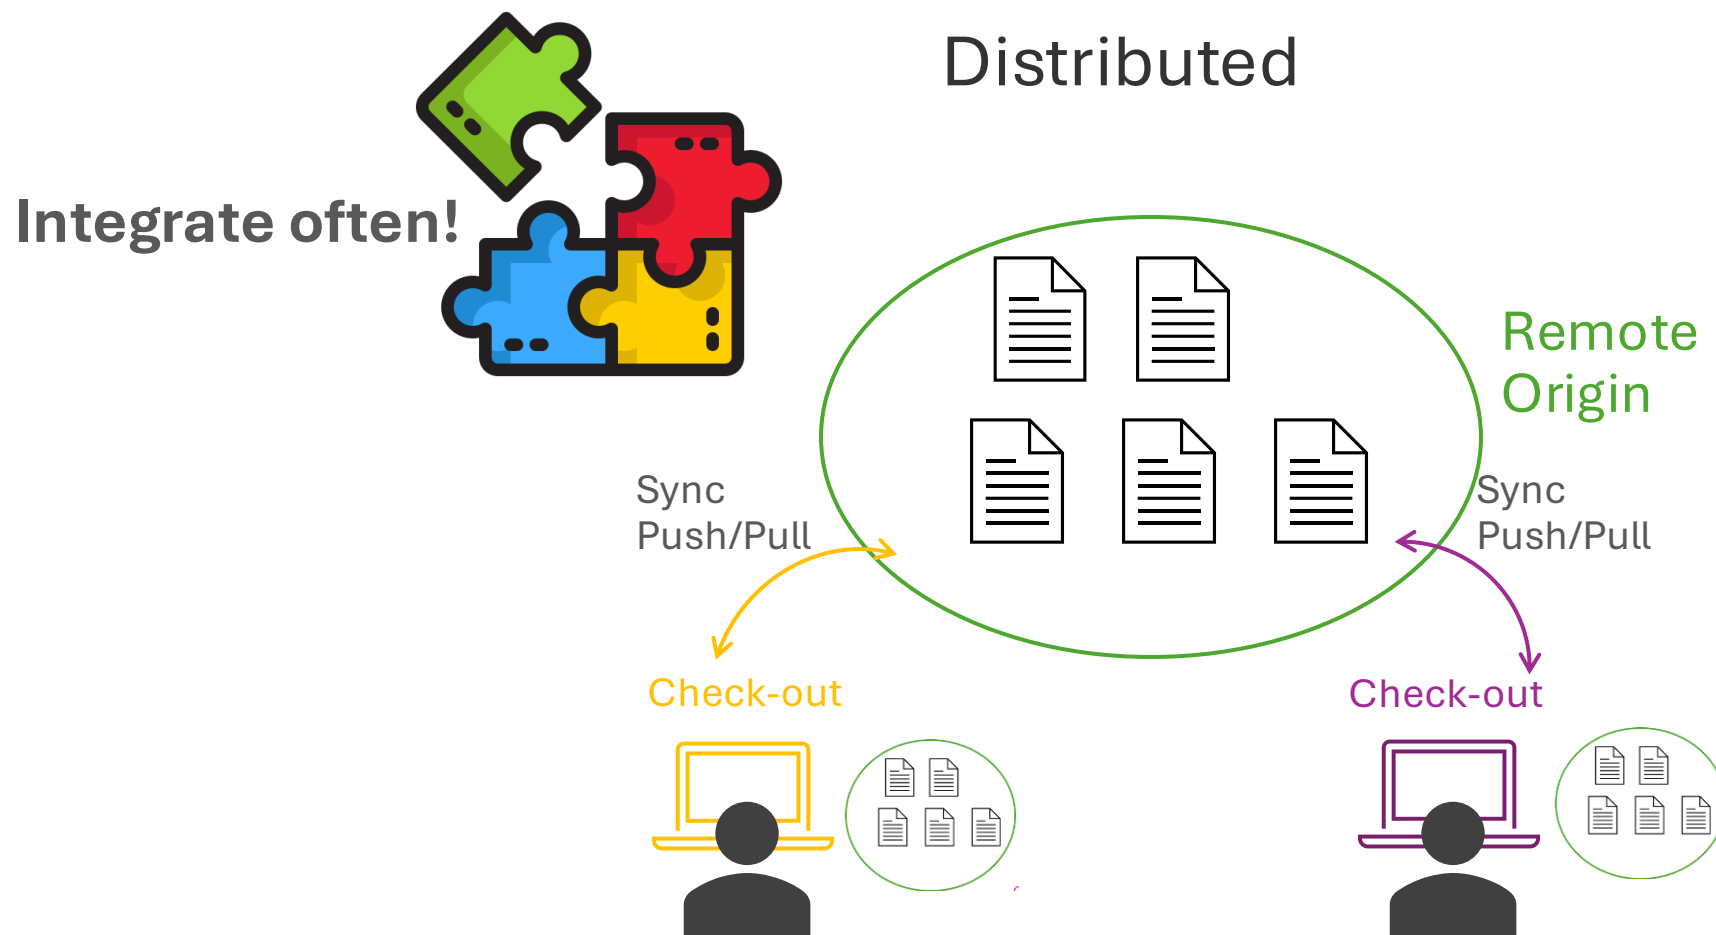 Distributed
Integrate often!
Remote
Origin
Sync
Push/Pull
Sync
Push/Pull
Check-out
Check-out